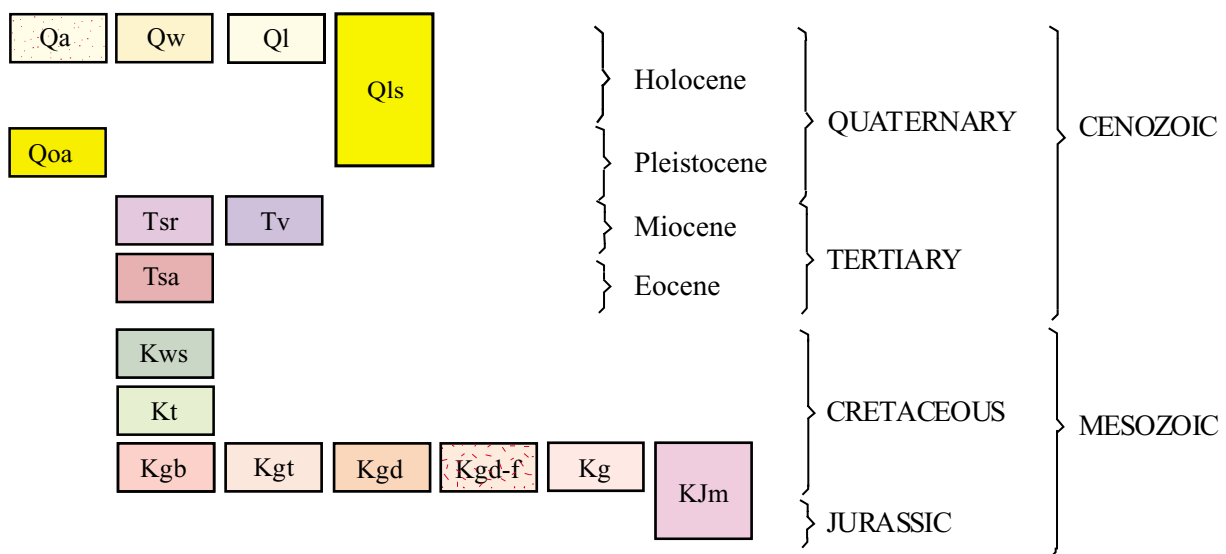 Qa Qw Ql
Qls
Holocene
QUATERNARY CENOZOIC
Qoa
Pleistocene
Tsr Tv Miocene
TERTIARY
Tsa Eocene
Kws
Kt CRETACEOUS MESOZOIC
Kgb Kgt Kgd Kgd-f Kg
KJm
JURASSIC